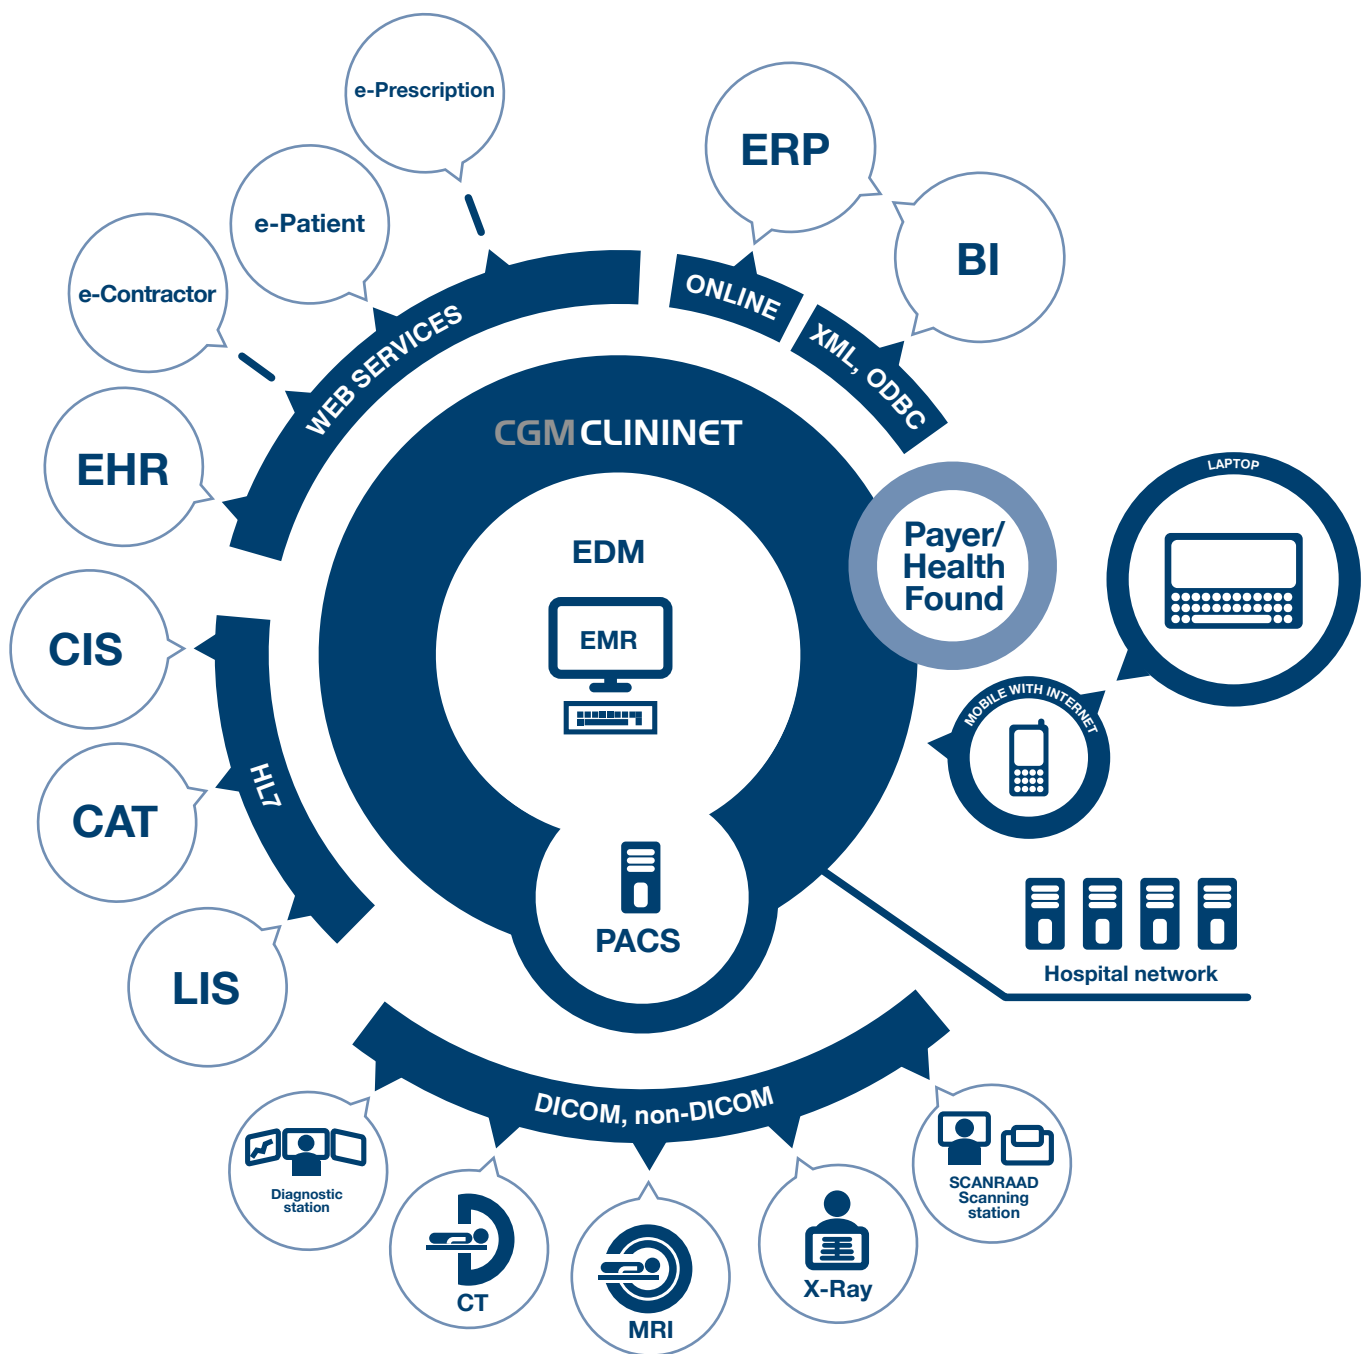 e-Prescription
ERP
e-Patient
BI
e-Contractor
ONLINE
WEB SERVICES
XML, ODBC
CGM CLININET
LAPTOP
EHR
Payer/
Health
Found
EDM
EMR
CIS
MOBILE WITH INTERNET
HL7
CAT
PACS
Hospital network
LIS
DICOM, non-DICOM
Diagnostic
station
SCANRAAD
Scanning
station
CT
X-Ray
MRI